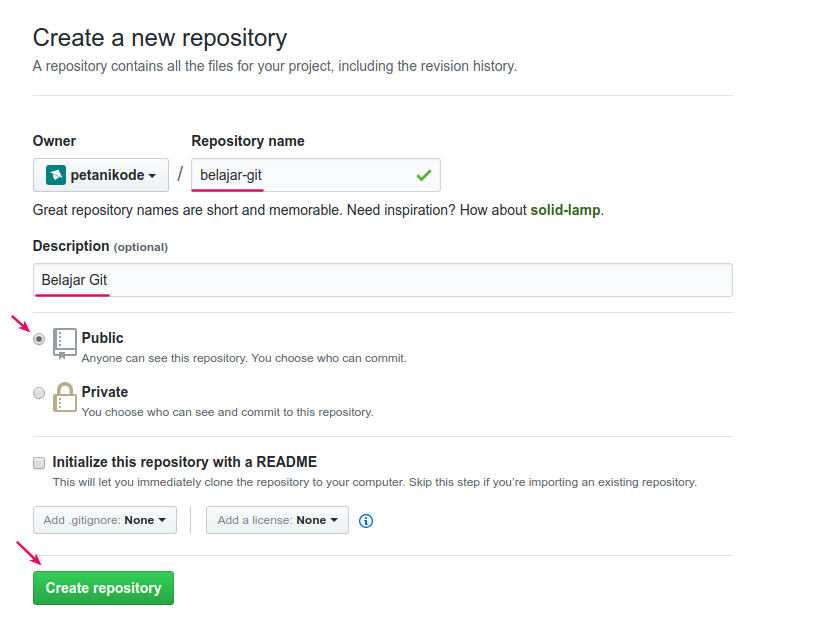 Create a new repository
A repository contains all the files for your project, including the revision history.
Owner Repository name
petanikode / belajar-git
Great repository names are short and memorable. Need inspiration? How about solid-lamp.
Description (optional)
Belajar Git
Public
Anyone can see this repository. You choose who can commit.
Private
You choose who can see and commit to this repository.
Initialize this repository with a README
This will let you immediately clone the repository to your computer. Skip this step if you’re importing an existing repository.
Add .gitignore: None Add a license: None
Create repository